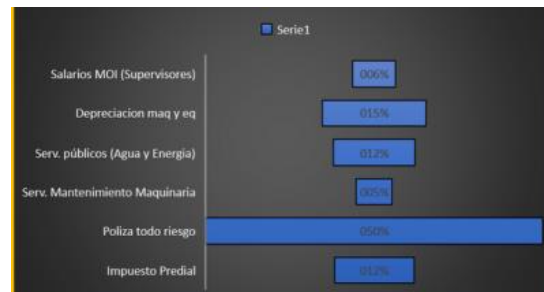 Serie1
Salarios MOI (Supervisores) 006%
Depreciacion maq y eq 015%
Serv. públicos (Agua y Energia) 012%
Serv. Mantenimiento Maquinaria 005%
Poliza todo riesgo 050%
Impuesto Predial 012%